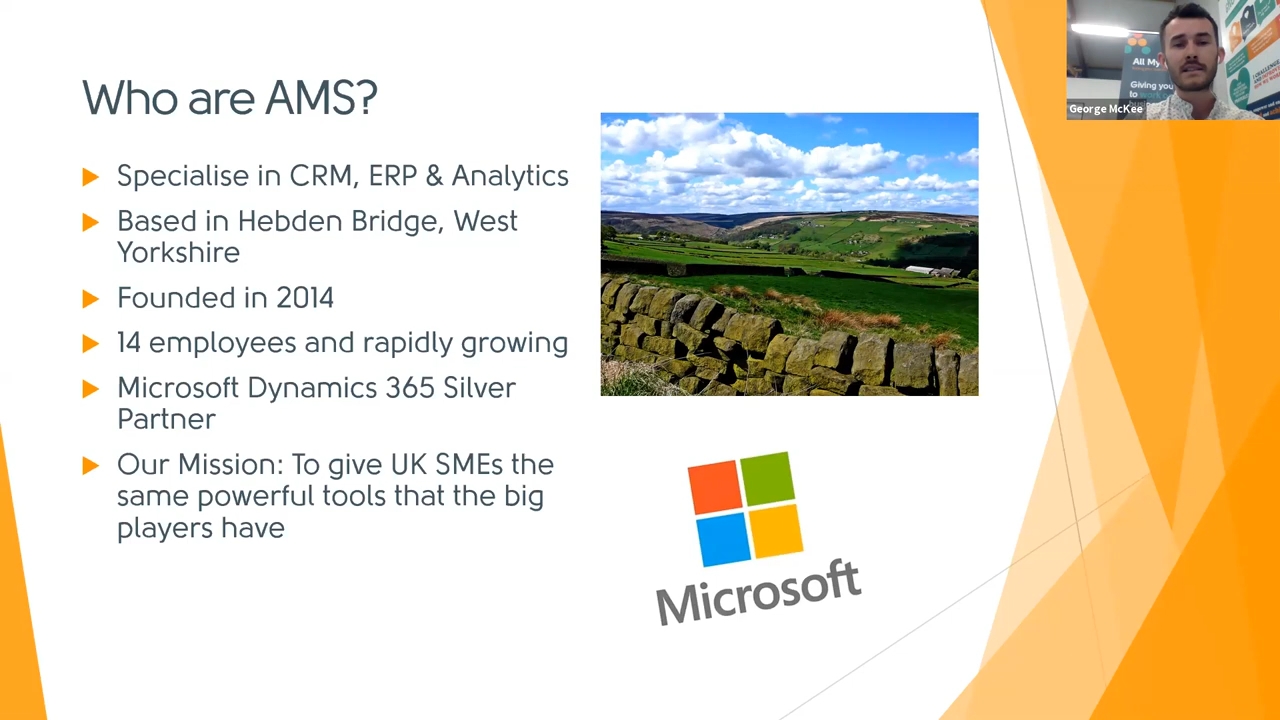 Who are AMS?
Specialise in CRM, ERP & Analytics
Based in Hebden Bridge, West
Yorkshire
Founded in 2014
14 employees and rapidly growing
Microsoft Dynamics 365 Silver
Partner
Our Mission: To give UK SMEs the
same powerful tools that the big
players have
Microsoft
All My
Giving you
to
George McKee